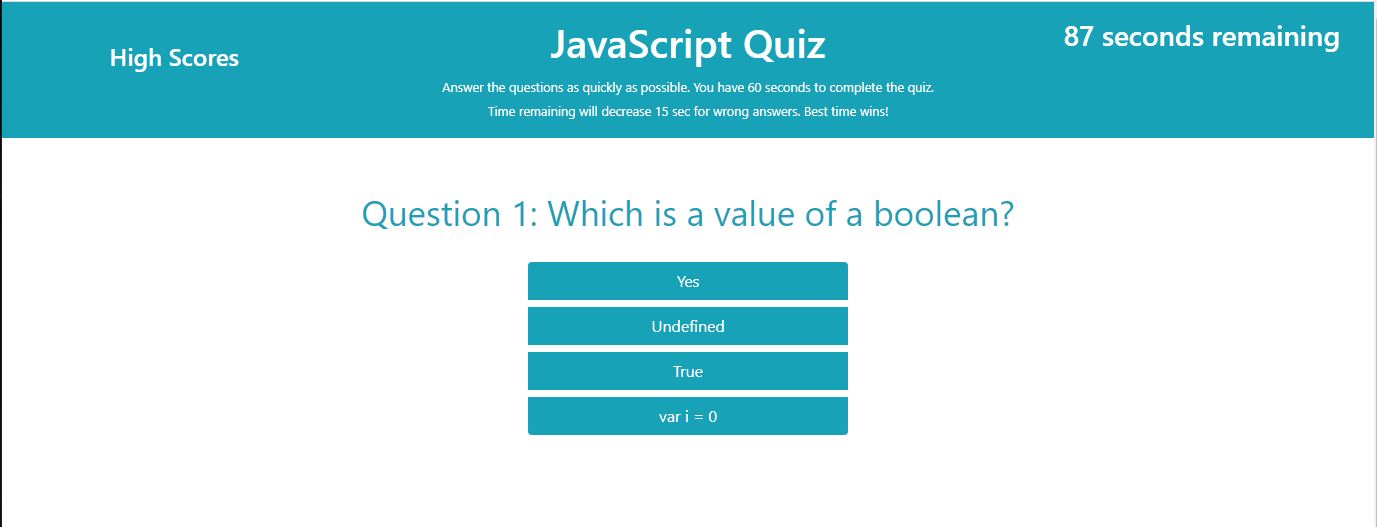 High Scores
JavaScript Quiz
87 seconds remaining
Answer the questions as quickly as possible. You have 60 seconds to complete the quiz.
Time remaining will decrease 15 sec for wrong answers. Best time wins!
Question 1: Which is a value of a boolean?
Yes
Undefined
True
var i = 0